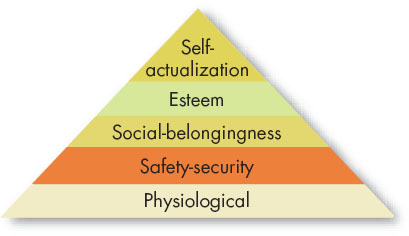 Self-
actualization
Esteem
Social-belongingness
Safety-security
Physiological